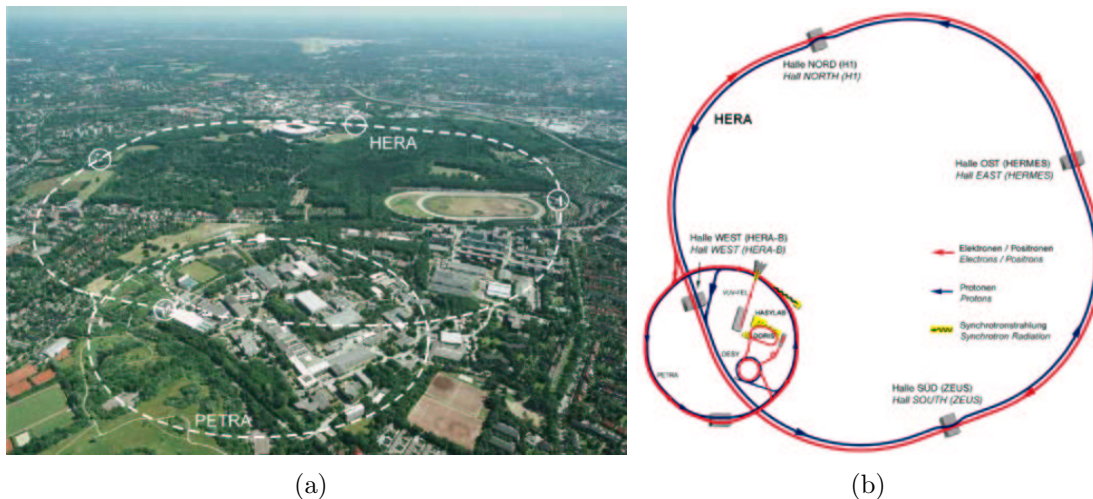 HERA
PETRA
(a)
Halle NORD (H1)
Hall NORTH (H1)
HERA
Halle OST (HERMES)
Hall EAST (HERMES)
Halle WEST (HERA-B)
Hall WEST (HERA-B)
Elektronen / Positronen
Electrons / Positrons
Protonen
Protons
Synchrotronstrahlung
Synchrotron Radiation
VUV-FEL
HASYLAB
DORIS
DESY
PETRA
Halle SÜD (ZEUS)
Hall SOUTH (ZEUS)
(b)